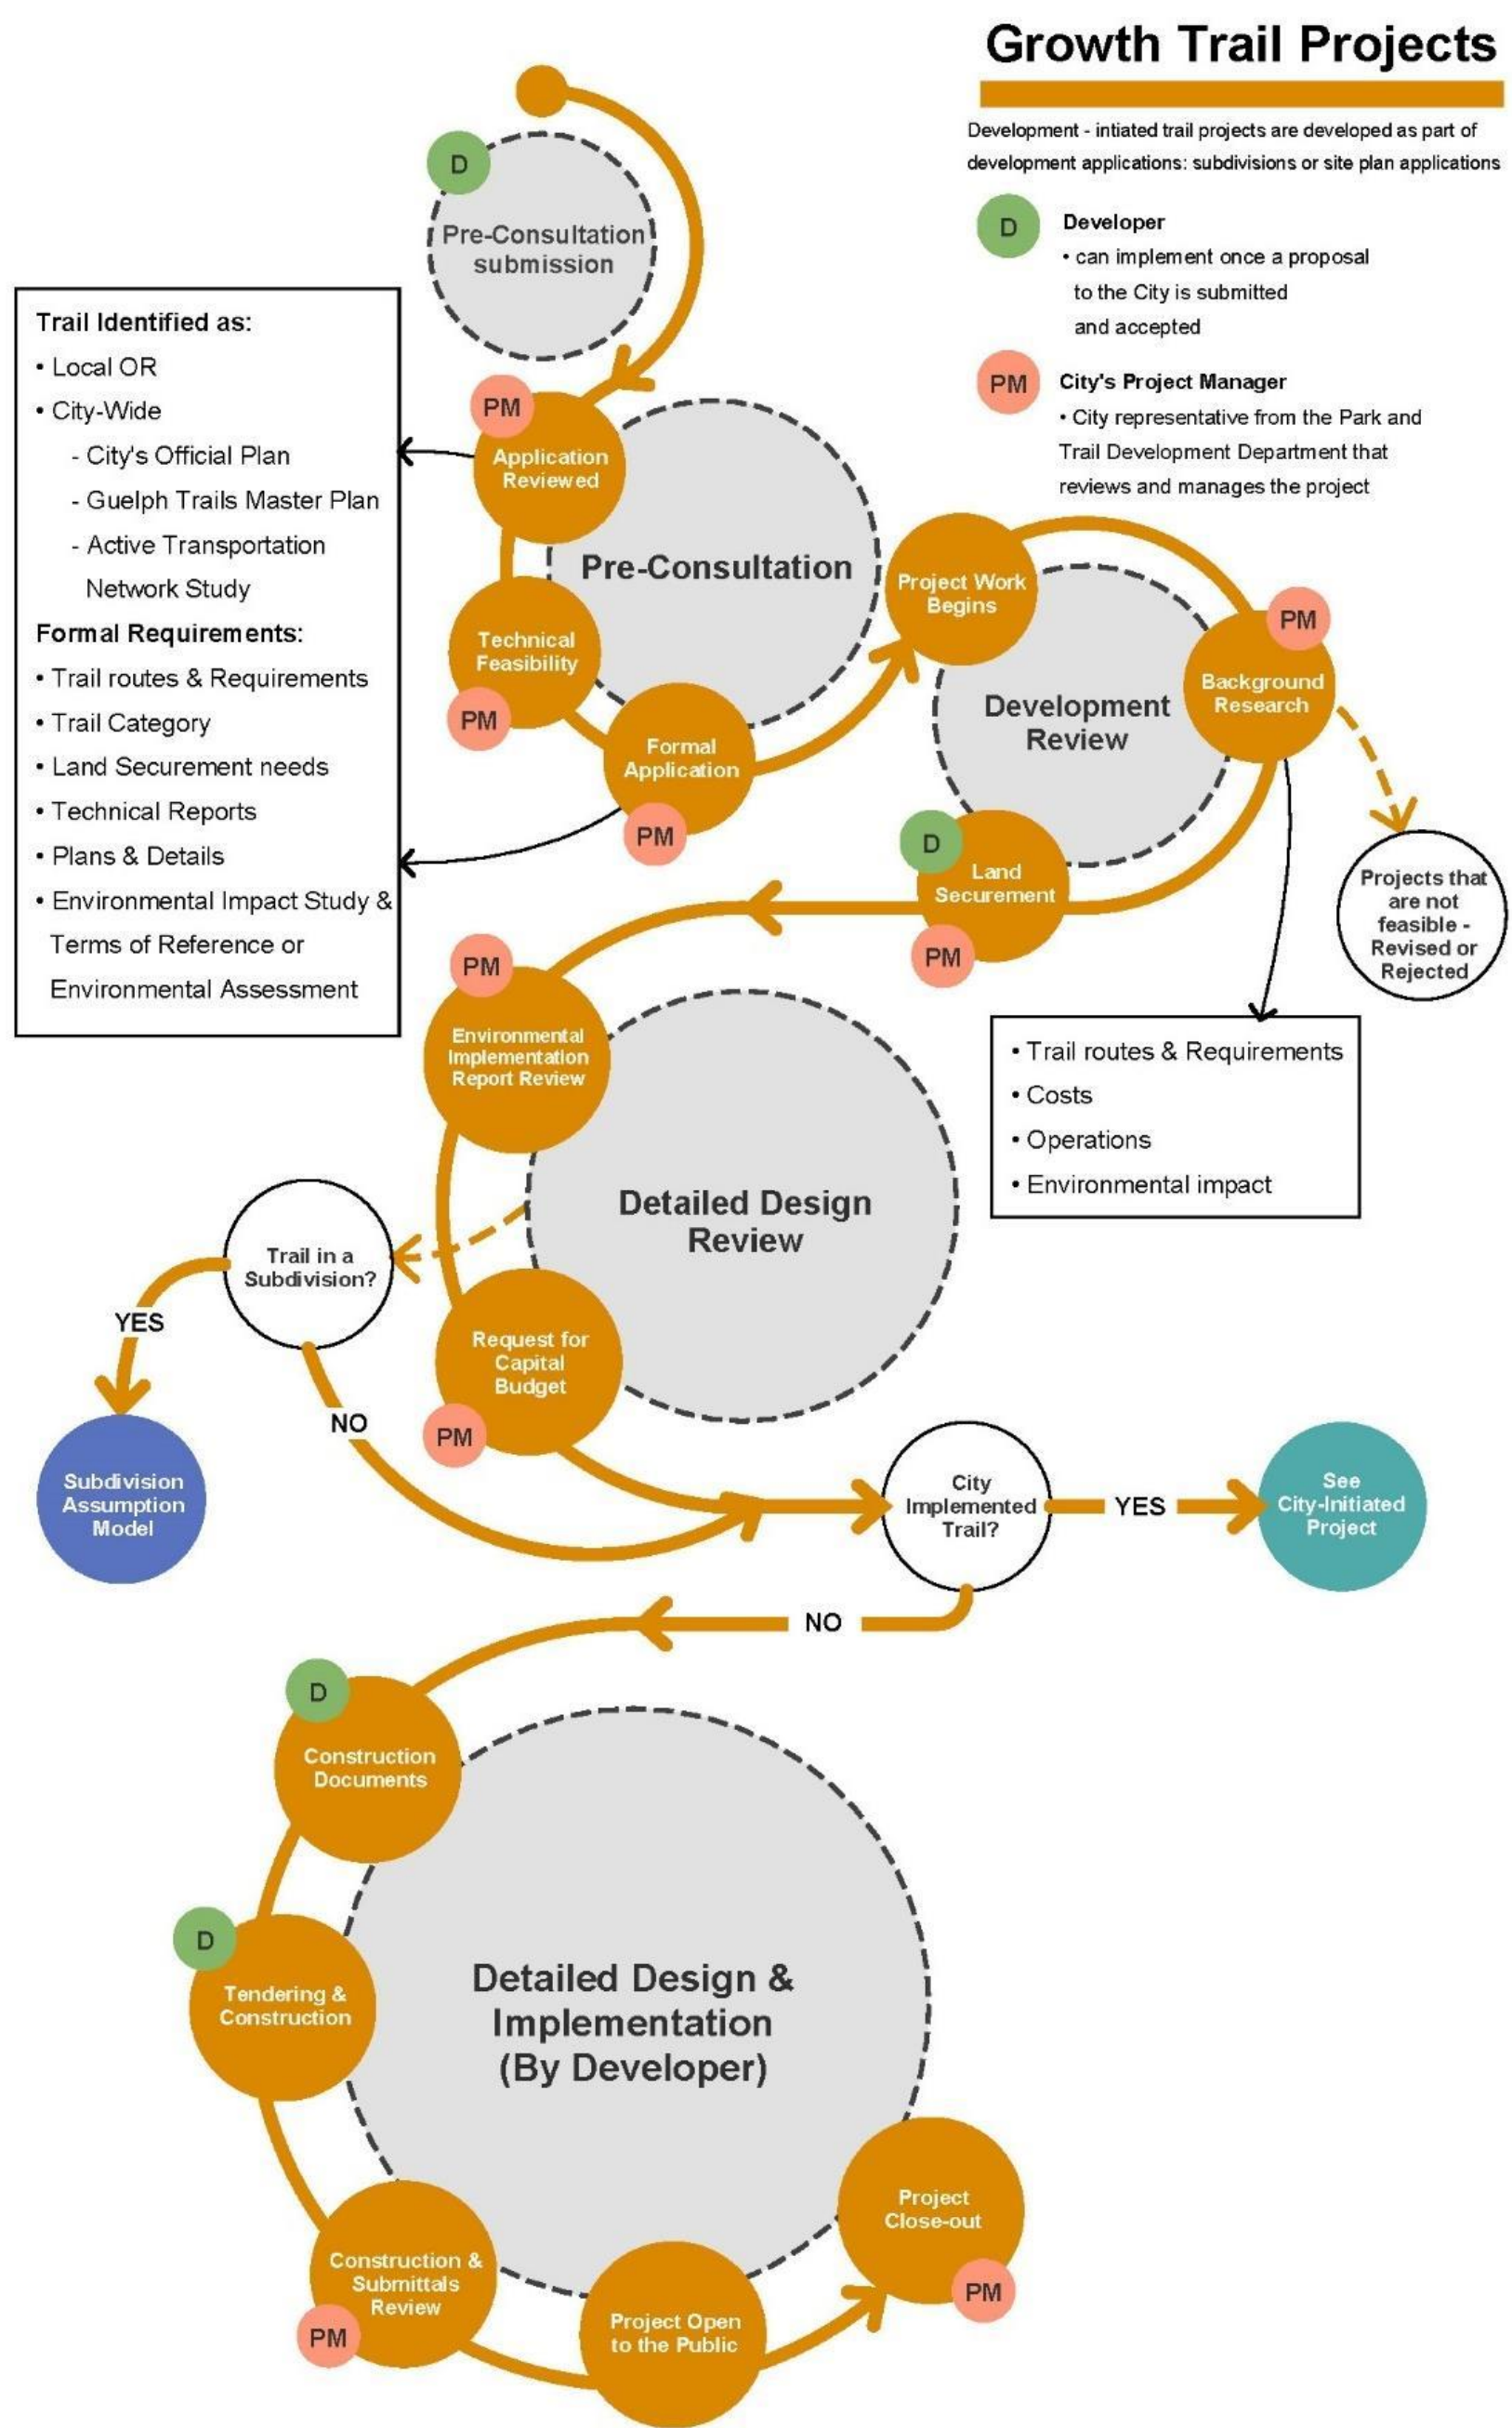 Growth Trail Projects
Development - intiated trail projects are developed as part of
development applications: subdivisions or site plan applications
D
Developer
• can implement once a proposal
to the City is submitted
and accepted
PM
City's Project Manager
• City representative from the Park and
Trail Development Department that
reviews and manages the project
D
Pre-Consultation
submission
Trail Identified as:
• Local OR
• City-Wide
- City's Official Plan
- Guelph Trails Master Plan
- Active Transportation
Network Study
Formal Requirements:
• Trail routes & Requirements
• Trail Category
• Land Securement needs
• Technical Reports
• Plans & Details
• Environmental Impact Study &
Terms of Reference or
Environmental Assessment
PM
Application
Reviewed
Pre-Consultation
Technical
Feasibility
PM
Formal
Application
PM
Project Work
Begins
PM
Background
Research
Development
Review
D
Land
Securement
PM
Projects that
are not
feasible -
Revised or
Rejected
• Trail routes & Requirements
• Costs
• Operations
• Environmental impact
PM
Environmental
Implementation
Report Review
Detailed Design
Review
Trail in a
Subdivision?
YES
NO
Subdivision
Assumption
Model
Request for
Capital
Budget
PM
City
Implemented
Trail?
YES
See
City-Initiated
Project
NO
D
Construction
Documents
D
Tendering &
Construction
Detailed Design &
Implementation
(By Developer)
Construction &
Submittals
Review
PM
Project Open
to the Public
Project
Close-out
PM